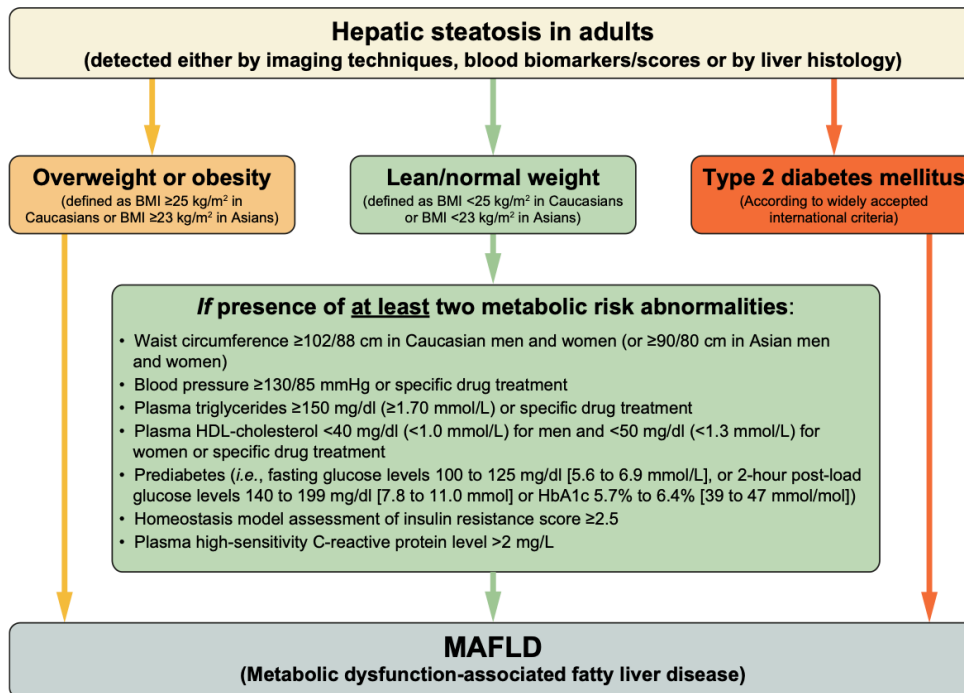 Hepatic steatosis in adults
(detected either by imaging techniques, blood biomarkers/scores or by liver histology)
Overweight or obesity
(defined as BMI ≥25 kg/m² in
Caucasians or BMI ≥23 kg/m² in Asians)
Lean/normal weight
(defined as BMI <25 kg/m² in Caucasians
or BMI <23 kg/m² in Asians)
Type 2 diabetes mellitus
(According to widely accepted
international criteria)
If presence of at least two metabolic risk abnormalities:
• Waist circumference ≥102/88 cm in Caucasian men and women (or ≥90/80 cm in Asian men
and women)
• Blood pressure ≥130/85 mmHg or specific drug treatment
• Plasma triglycerides ≥150 mg/dl (≥1.70 mmol/L) or specific drug treatment
• Plasma HDL-cholesterol <40 mg/dl (<1.0 mmol/L) for men and <50 mg/dl (<1.3 mmol/L) for
women or specific drug treatment
• Prediabetes (i.e., fasting glucose levels 100 to 125 mg/dl [5.6 to 6.9 mmol/L], or 2-hour post-load
glucose levels 140 to 199 mg/dl [7.8 to 11.0 mmol] or HbA1c 5.7% to 6.4% [39 to 47 mmol/mol])
• Homeostasis model assessment of insulin resistance score ≥2.5
• Plasma high-sensitivity C-reactive protein level >2 mg/L
MAFLD
(Metabolic dysfunction-associated fatty liver disease)